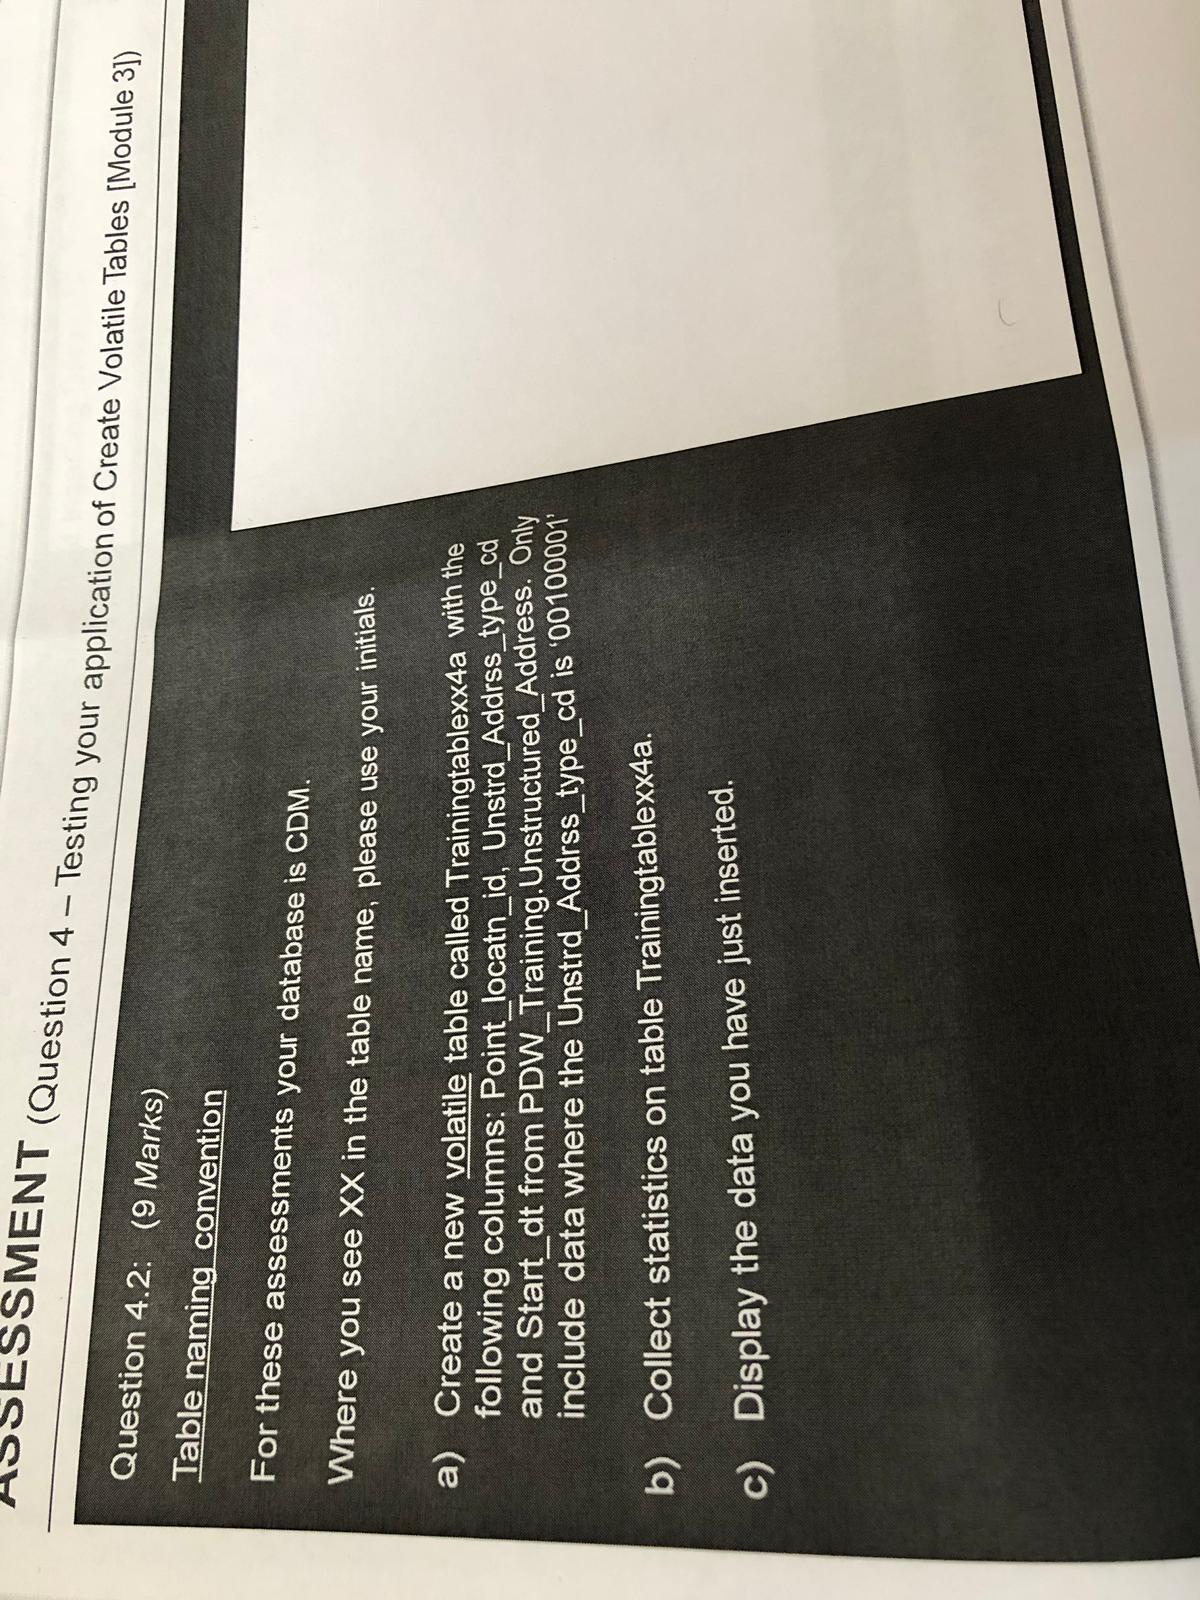 ASSESSMENT (Question 4 – Testing your application of Create Volatile Tables [Module 3])
Question 4.2: (9 Marks)
Table naming convention
For these assessments your database is CDM.
Where you see XX in the table name, please use your initials.
a) Create a new volatile table called Trainingtablexx4a with the
following columns: Point_locatn_id, Unstrd_Addrss_type_cd
and Start_dt from PDW_Training.Unstructured_Address. Only
include data where the Unstrd_Addrss_type_cd is ‘00100001’
b) Collect statistics on table Trainingtablexx4a.
c) Display the data you have just inserted.